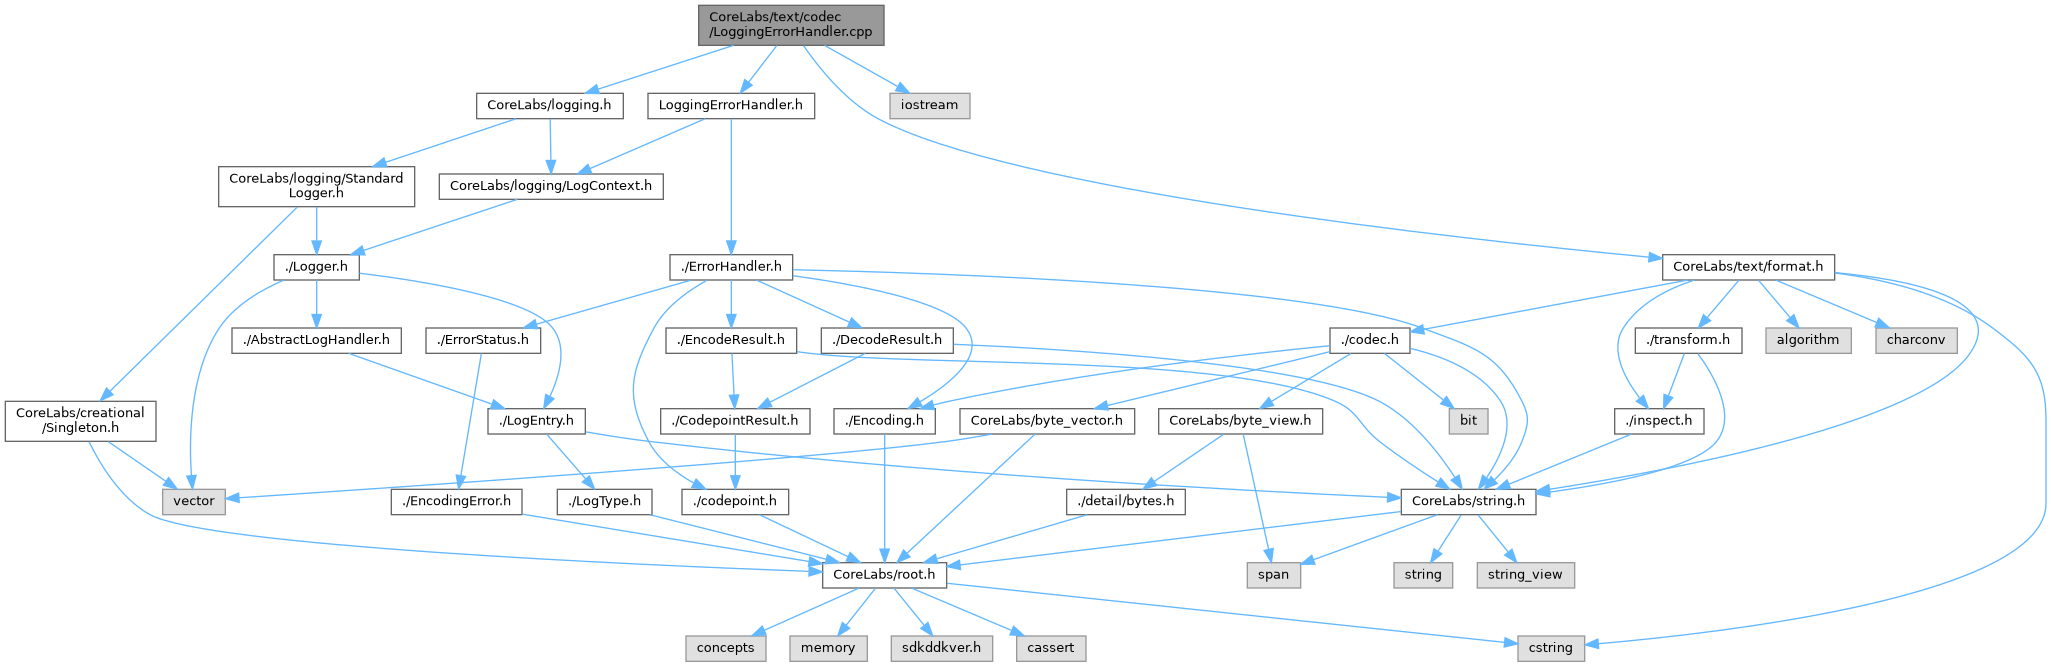 CoreLabs/text/codec
/LoggingErrorHandler.cpp
CoreLabs/logging.h
LoggingErrorHandler.h
iostream
CoreLabs/logging/Standard
Logger.h
CoreLabs/logging/LogContext.h
./Logger.h
./ErrorHandler.h
CoreLabs/text/format.h
./AbstractLogHandler.h
./ErrorStatus.h
./EncodeResult.h
./DecodeResult.h
./codec.h
./transform.h
algorithm
charconv
CoreLabs/creational
/Singleton.h
./LogEntry.h
./CodepointResult.h
./Encoding.h
CoreLabs/byte_vector.h
CoreLabs/byte_view.h
bit
./inspect.h
vector
./EncodingError.h
./LogType.h
./codepoint.h
./detail/bytes.h
CoreLabs/string.h
CoreLabs/root.h
span
string
string_view
concepts
memory
sdkddkver.h
cassert
cstring